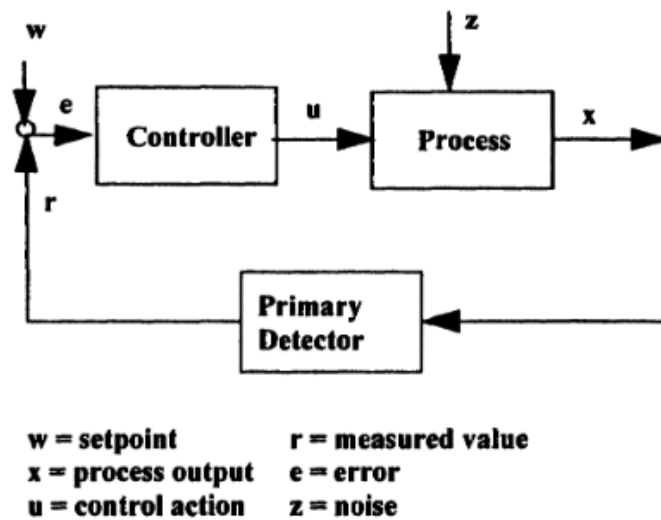 w
z
e
Controller
u
Process
x
r
Primary
Detector
w = setpoint r = measured value
x = process output e = error
u = control action z = noise